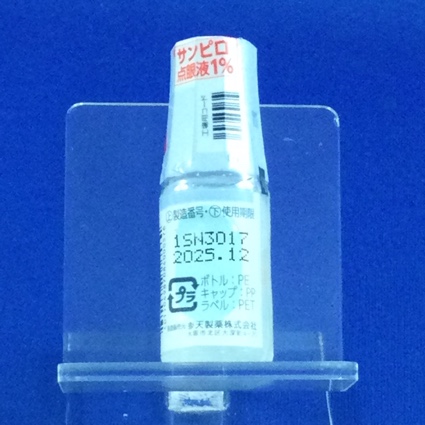 サンピロ
点眼液1%
製造番号・使用期限
1SN3017
2025.12
プラ
ボトル:PE
キャップ:PP
ラベル:PET
参天製薬株式会社